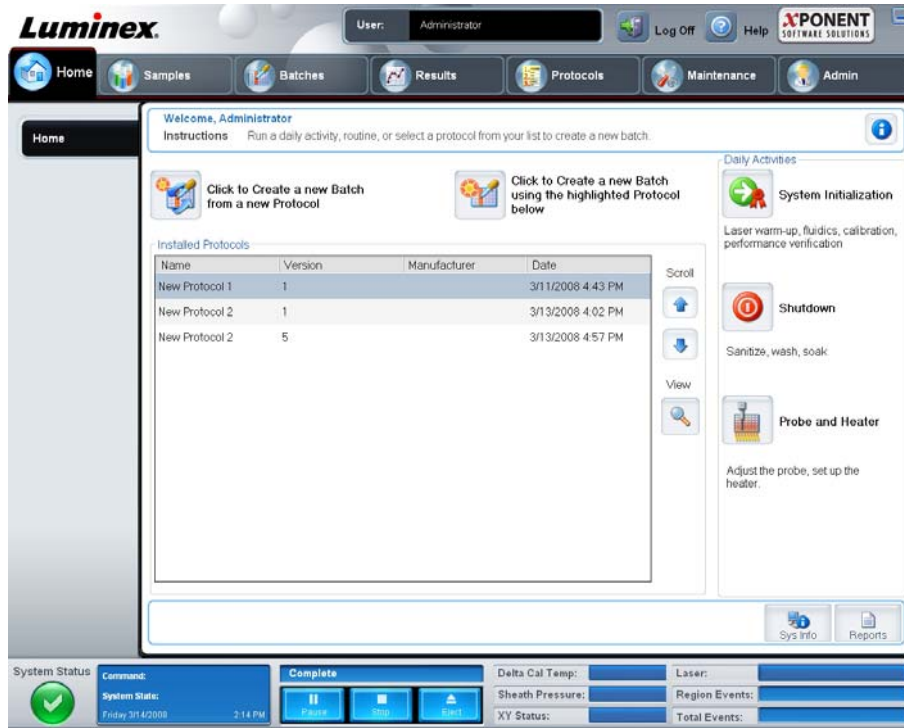 Luminex
User: Administrator
Log Off
Help
XPONENT
SOFTWARE SOLUTIONS
Home
Samples
Batches
Results
Protocols
Maintenance
Admin
Home
Welcome, Administrator
Instructions Run a daily activity, routine, or select a protocol from your list to create a new batch.
Click to Create a new Batch
from a new Protocol
Click to Create a new Batch
using the highlighted Protocol
below
Installed Protocols
Name Version Manufacturer Date
New Protocol 1 1 3/11/2008 4:43 PM
New Protocol 2 1 3/13/2008 4:02 PM
New Protocol 2 5 3/13/2008 4:57 PM
Scroll
View
Daily Activities
System Initialization
Laser warm-up, fluidics, calibration,
performance verification
Shutdown
Sanitize, wash, soak
Probe and Heater
Adjust the probe, set up the
heater.
Sys Info
Reports
System Status
Command:
System State:
Friday 3/14/2008 2:14 PM
Complete
Pause
Stop
Eject
Delta Cal Temp:
Sheath Pressure:
XY Status:
Laser:
Region Events:
Total Events: